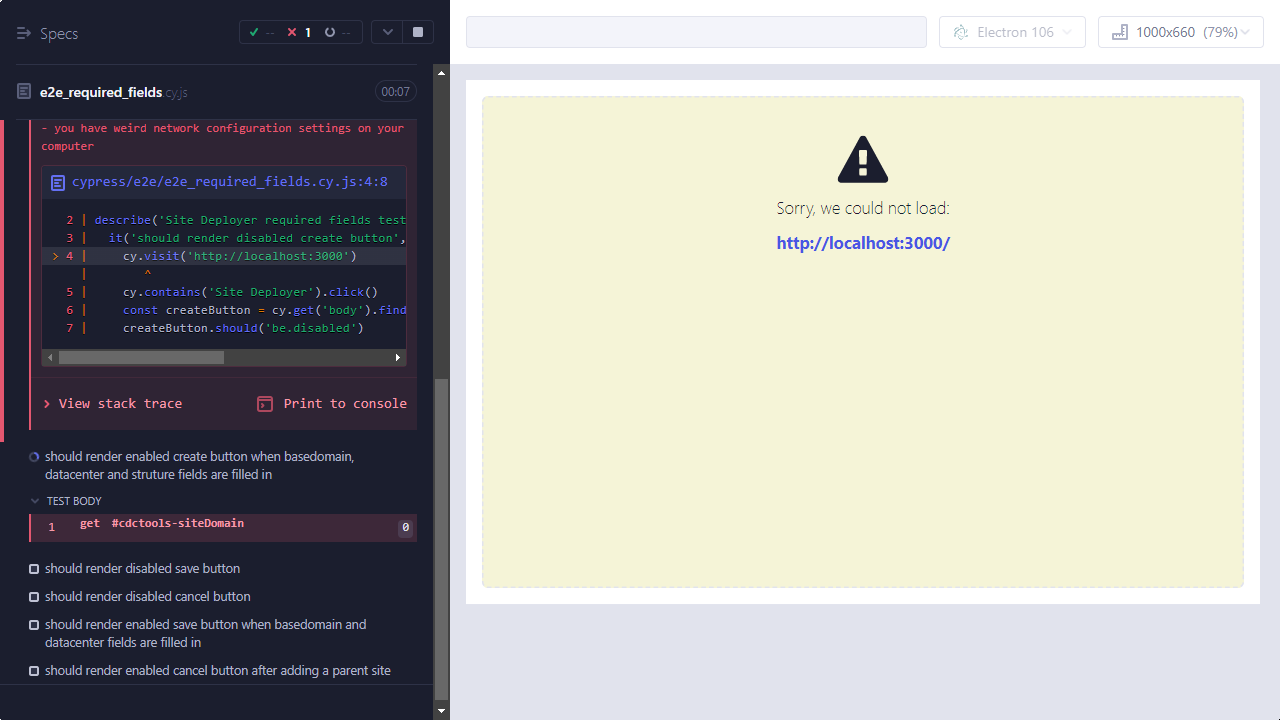 Specs
-- 1 --
e2e_required_fields.cy.js
00:07
- you have weird network configuration settings on your
computer
cypress/e2e/e2e_required_fields.cy.js:4:8
2 | describe('Site Deployer required fields test
3 |   it('should render disabled create button',
> 4 |     cy.visit('http://localhost:3000')
|        ^
5 |     cy.contains('Site Deployer').click()
6 |     const createButton = cy.get('body').find
7 |     createButton.should('be.disabled')
View stack trace
Print to console
should render enabled create button when basedomain,
datacenter and struture fields are filled in
TEST BODY
1 get #cdctools-siteDomain 0
should render disabled save button
should render disabled cancel button
should render enabled save button when basedomain and
datacenter fields are filled in
should render enabled cancel button after adding a parent site
Electron 106
1000x660 (79%)
Sorry, we could not load:
http://localhost:3000/